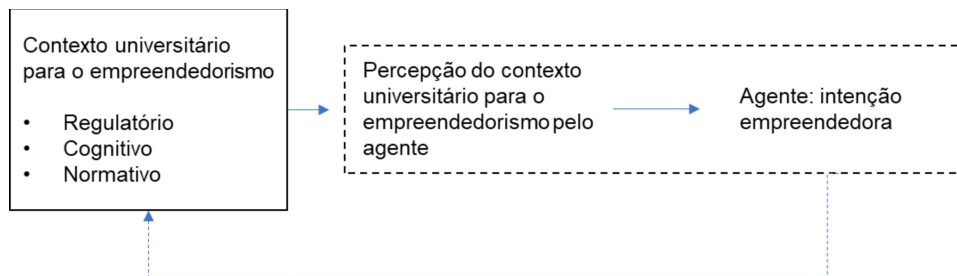 Contexto universitário
para o empreendedorismo
• Regulatório
• Cognitivo
• Normativo
Percepção do contexto
universitário para o
empreendedorismo pelo
agente
Agente: intenção
empreendedora